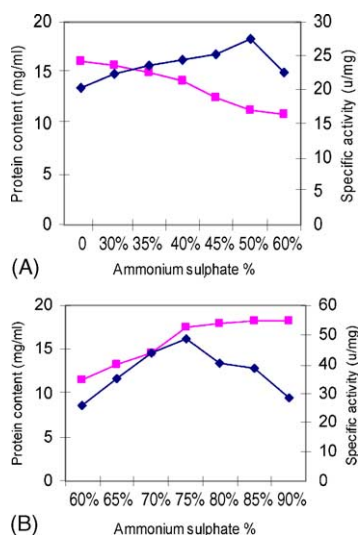 Protein content (mg/ml)
20
15
10
5
0
30
25
20
15
10
5
0
Specific activity (u/mg)
0 30% 35% 40% 45% 50% 60%
(A)
Ammonium sulphate %
Protein content (mg/ml)
20
15
10
5
0
60
50
40
30
20
10
0
Specific activity (u/mg)
60% 65% 70% 75% 80% 85% 90%
(B)
Ammonium sulphate %